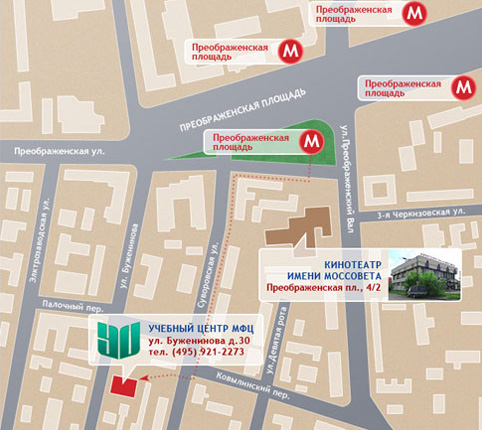 Преображенская
площадь
М
Преображенская
площадь
М
Преображенская
площадь
М
ПРЕОБРАЖЕНСКАЯ ПЛОЩАДЬ
Преображенская
площадь
М
Преображенская ул.
ул.Преображенский Вал
3-я Черкизовская ул.
Электрозаводская ул.
ул. Буженинова
Суворовская ул.
КИНОТЕАТР
ИМЕНИ МОССОВЕТА
Преображенская пл., 4/2
Палочный пер.
УЧЕБНЫЙ ЦЕНТР МФЦ
ул. Буженинова д.30
тел. (495) 921-2273
ул.Девятая рота
Ковылинский пер.